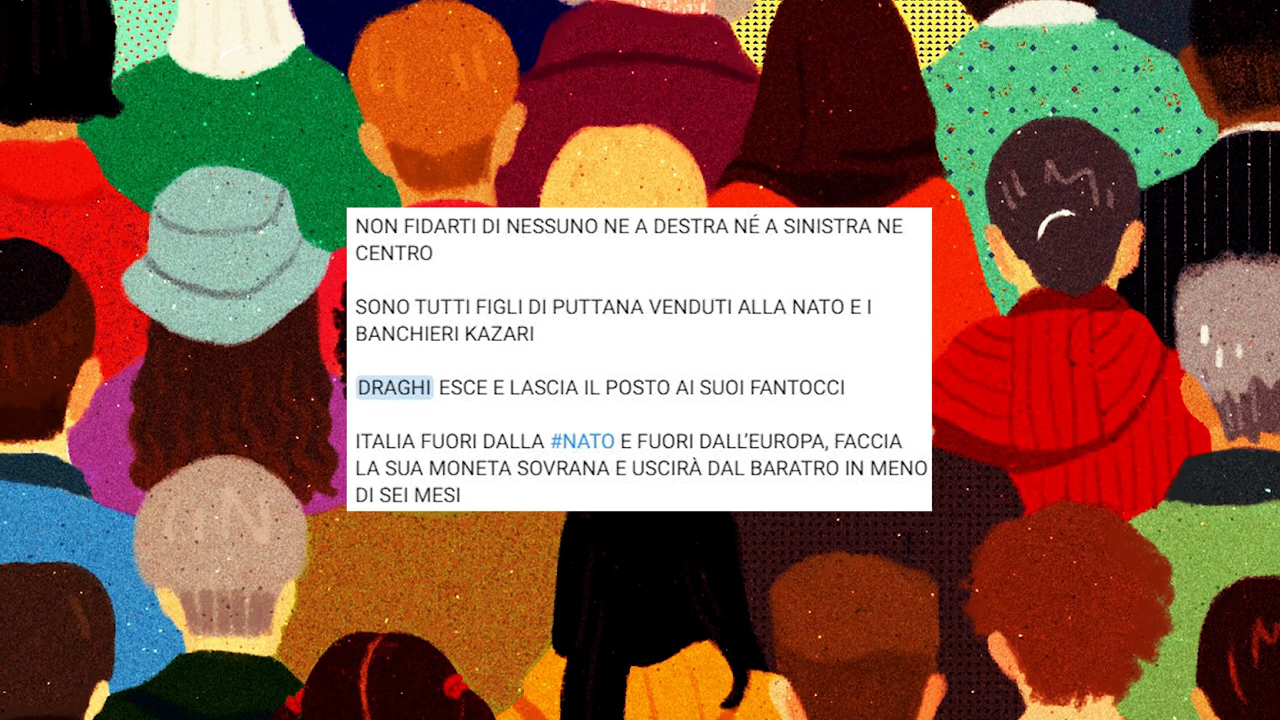 NON FIDARTI DI NESSUNO NE A DESTRA NÉ A SINISTRA NE
CENTRO
SONO TUTTI FIGLI DI PUTTANA VENDUTI ALLA NATO E I
BANCHIERI KAZARI
DRAGHI ESCE E LASCIA IL POSTO AI SUOI FANTOCCI
ITALIA FUORI DALLA #NATO E FUORI DALL’EUROPA, FACCIA
LA SUA MONETA SOVRANA E USCIRÀ DAL BARATRO IN MENO
DI SEI MESI